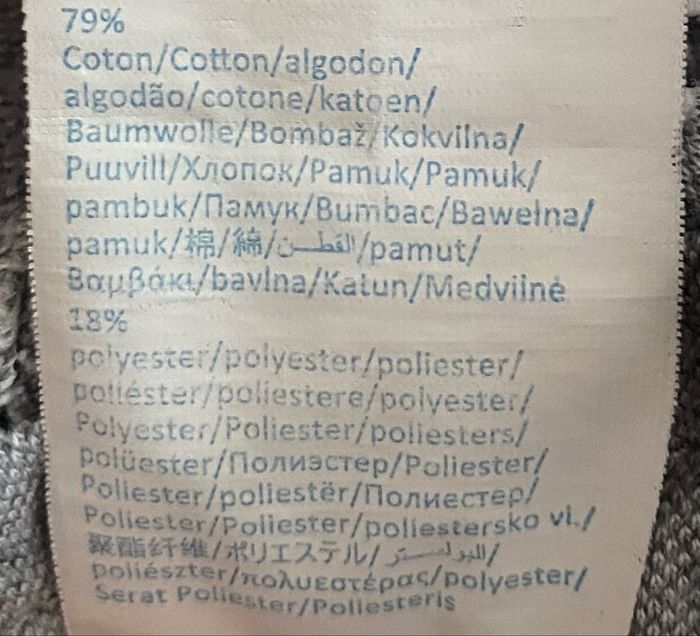 79%
Coton/Cotton/algodon/
algodão/cotone/katoen/
Baumwolle/Bombaž/Kokvilna/
Puuvill/Хлопок/Pamuk/Pamuk/
pambuk/Памук/Bumbac/Bawełna/
pamuk/棉/綿/القطن/pamut/
Βαμβάκι/bavlna/Katun/Medvilnė
18%
polyester/polyester/poliester/
poliéster/poliestere/polyester/
Polyester/Poliester/poliesters/
polüester/Полиэстер/Poliester/
Poliester/poliestër/Полиестер/
Poliester/Poliester/poliestersko vl./
聚酯纤维/ポリエステル/البوليستر/
poliészter/πολυεστέρας/polyester/
Serat Poliester/Poliesteris